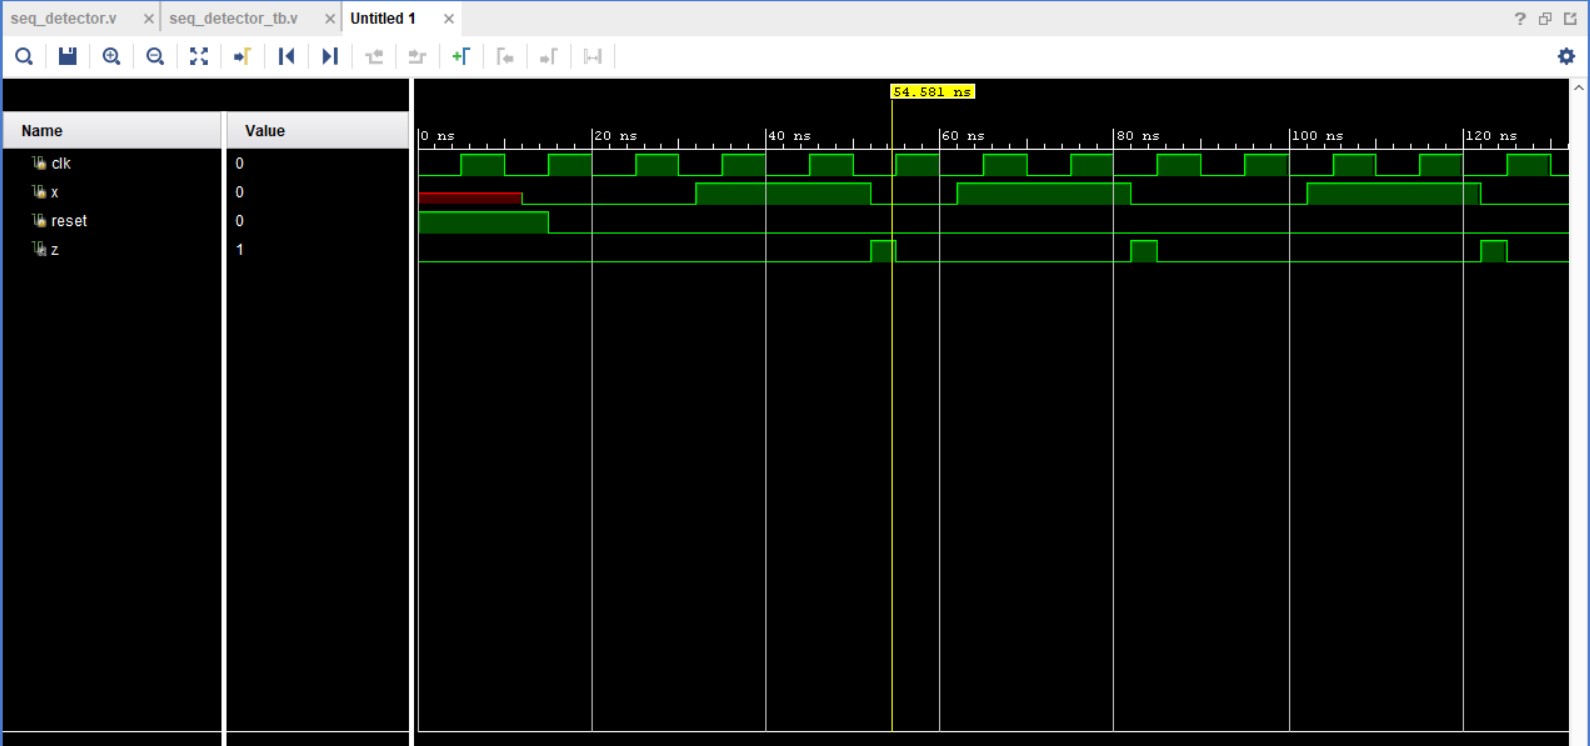 seq_detector.v × seq_detector_tb.v × Untitled 1 × ?
54.581 ns
Name Value 0 ns 20 ns 40 ns 60 ns 80 ns 100 ns 120 ns
clk 0
x 0
reset 0
z 1